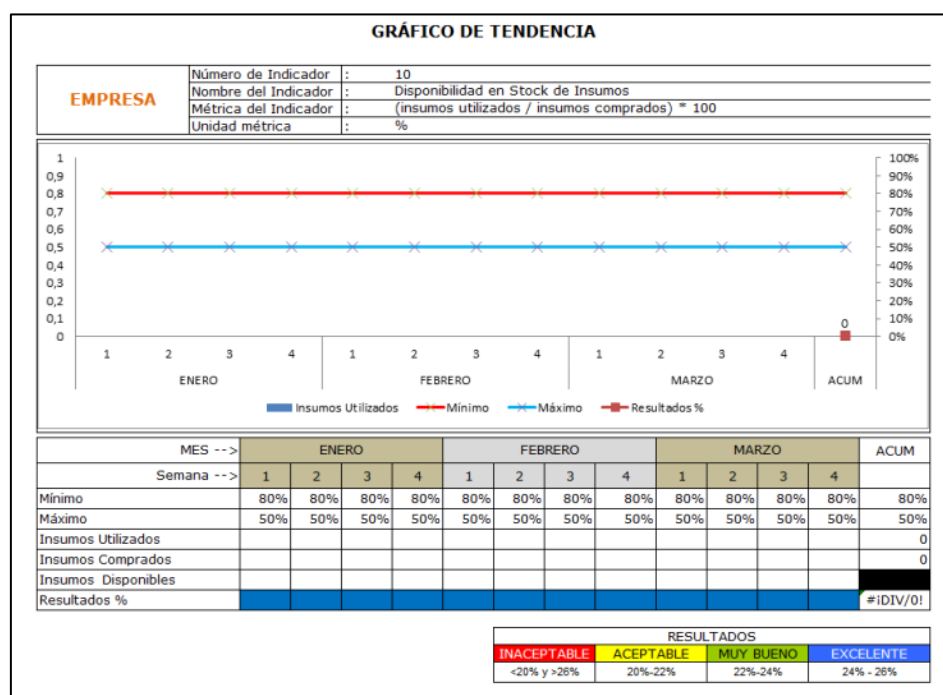 GRÁFICO DE TENDENCIA
EMPRESA
Número de Indicador : 10
Nombre del Indicador : Disponibilidad en Stock de Insumos
Métrica del Indicador : (insumos utilizados / insumos comprados) * 100
Unidad métrica : %
1 100%
0,9 90%
0,8 80%
0,7 70%
0,6 60%
0,5 50%
0,4 40%
0,3 30%
0,2 20%
0,1 10%
0
0 0%
1 2 3 4 1 2 3 4 1 2 3 4
ENERO FEBRERO MARZO ACUM
Insumos Utilizados Mínimo Máximo Resultados %
MES --> ENERO FEBRERO MARZO ACUM
Semana --> 1 2 3 4 1 2 3 4 1 2 3 4
Mínimo 80% 80% 80% 80% 80% 80% 80% 80% 80% 80% 80% 80% 80%
Máximo 50% 50% 50% 50% 50% 50% 50% 50% 50% 50% 50% 50% 50%
Insumos Utilizados 0
Insumos Comprados 0
Insumos Disponibles
Resultados % #¡DIV/0!
RESULTADOS
INACEPTABLE ACEPTABLE MUY BUENO EXCELENTE
<20% y >26% 20%-22% 22%-24% 24% - 26%